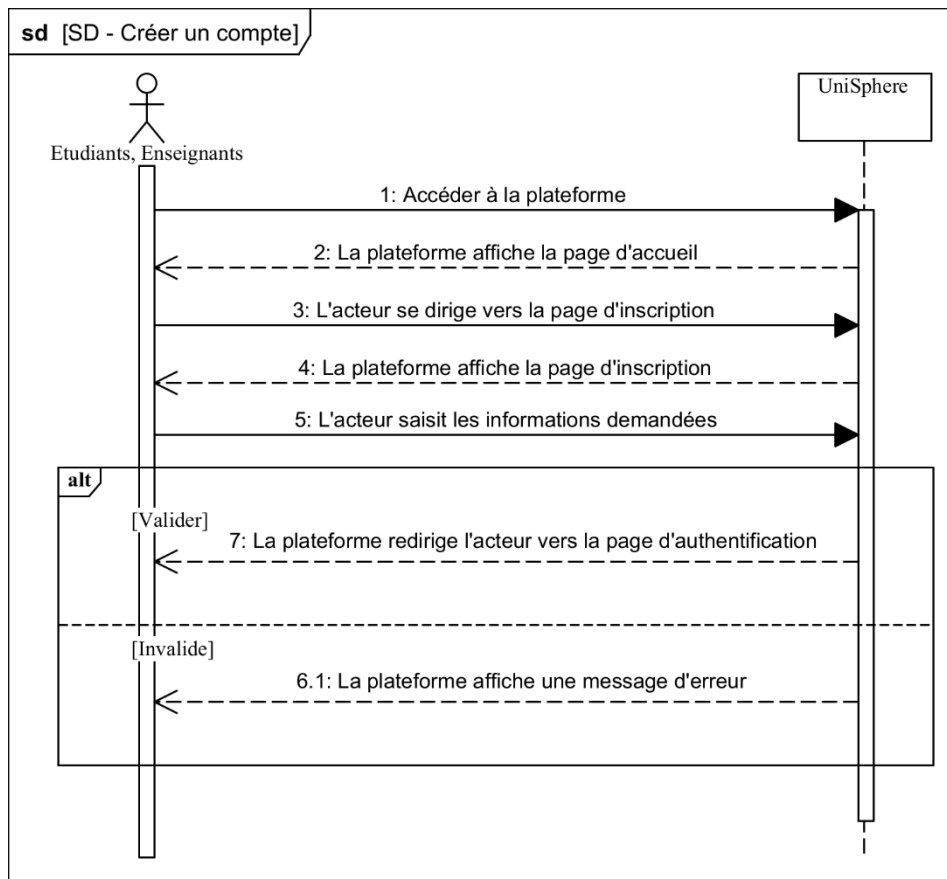 sd [SD - Créer un compte]
UniSphere
Etudiants, Enseignants
1: Accéder à la plateforme
2: La plateforme affiche la page d'accueil
3: L'acteur se dirige vers la page d'inscription
4: La plateforme affiche la page d'inscription
5: L'acteur saisit les informations demandées
alt
[Valider]
7: La plateforme redirige l'acteur vers la page d'authentification
[Invalide]
6.1: La plateforme affiche une message d'erreur